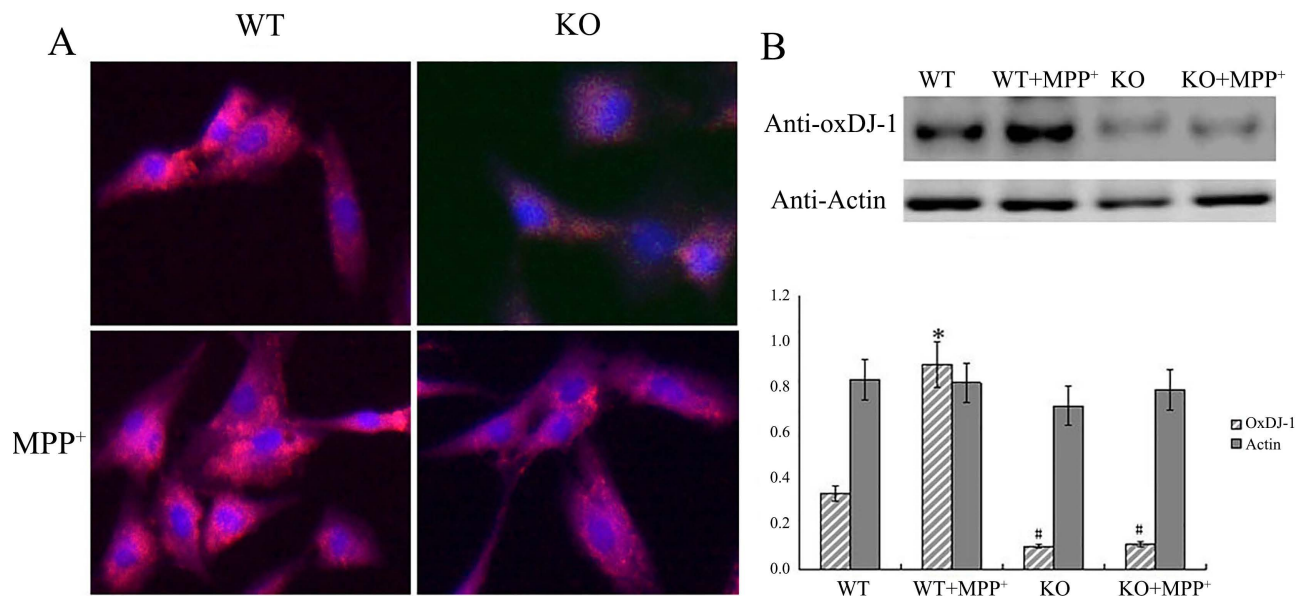 A
WT
KO
MPP⁺
B
WT WT+MPP⁺ KO KO+MPP⁺
Anti-oxDJ-1
Anti-Actin
1.2
1.0
0.8
0.6
0.4
0.2
0.0
*
#
#
OxDJ-1
Actin
WT WT+MPP⁺ KO KO+MPP⁺